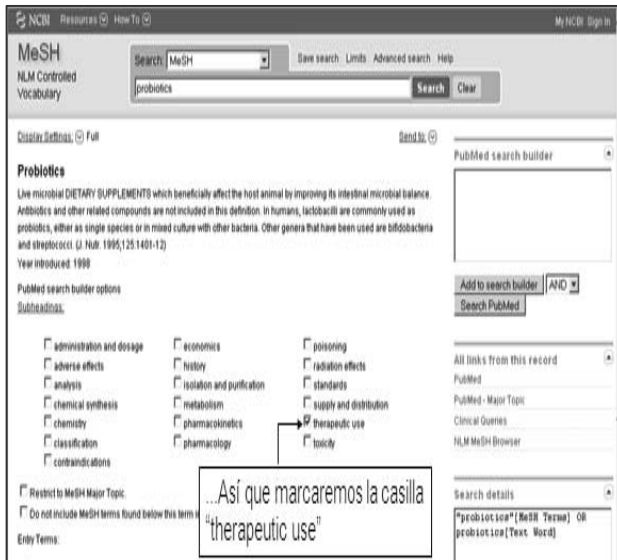 NCBI Resources How To My NCBI Sign In
MeSH
NLM Controlled
Vocabulary
Search: MeSH
Save search Limits Advanced search Help
probiotics
Search Clear
Display Settings: Full
Send to:
Probiotics
Live microbial DIETARY SUPPLEMENTS which beneficially affect the host animal by improving its intestinal microbial balance.
Antibiotics and other related compounds are not included in this definition. In humans, lactobacilli are commonly used as
probiotics, either as single species or in mixed culture with other bacteria. Other genera that have been used are bifidobacteria
and streptococci. (J. Nutr. 1995;125:1401-12)
Year introduced: 1998
PubMed search builder options
Subheadings:
administration and dosage economics poisoning
adverse effects history radiation effects
analysis isolation and purification standards
chemical synthesis metabolism supply and distribution
chemistry pharmacokinetics therapeutic use
classification pharmacology toxicity
contraindications
Restrict to MeSH Major Topic.
Do not include MeSH terms found below this term i
Entry Terms:
...Así que marcaremos la casilla
"therapeutic use"
PubMed search builder
Add to search builder AND
Search PubMed
All links from this record
PubMed
PubMed - Major Topic
Clinical Queries
NLM MeSH Browser
Search details
"probiotics"[MeSH Terms] OR
probiotics[Text Word]